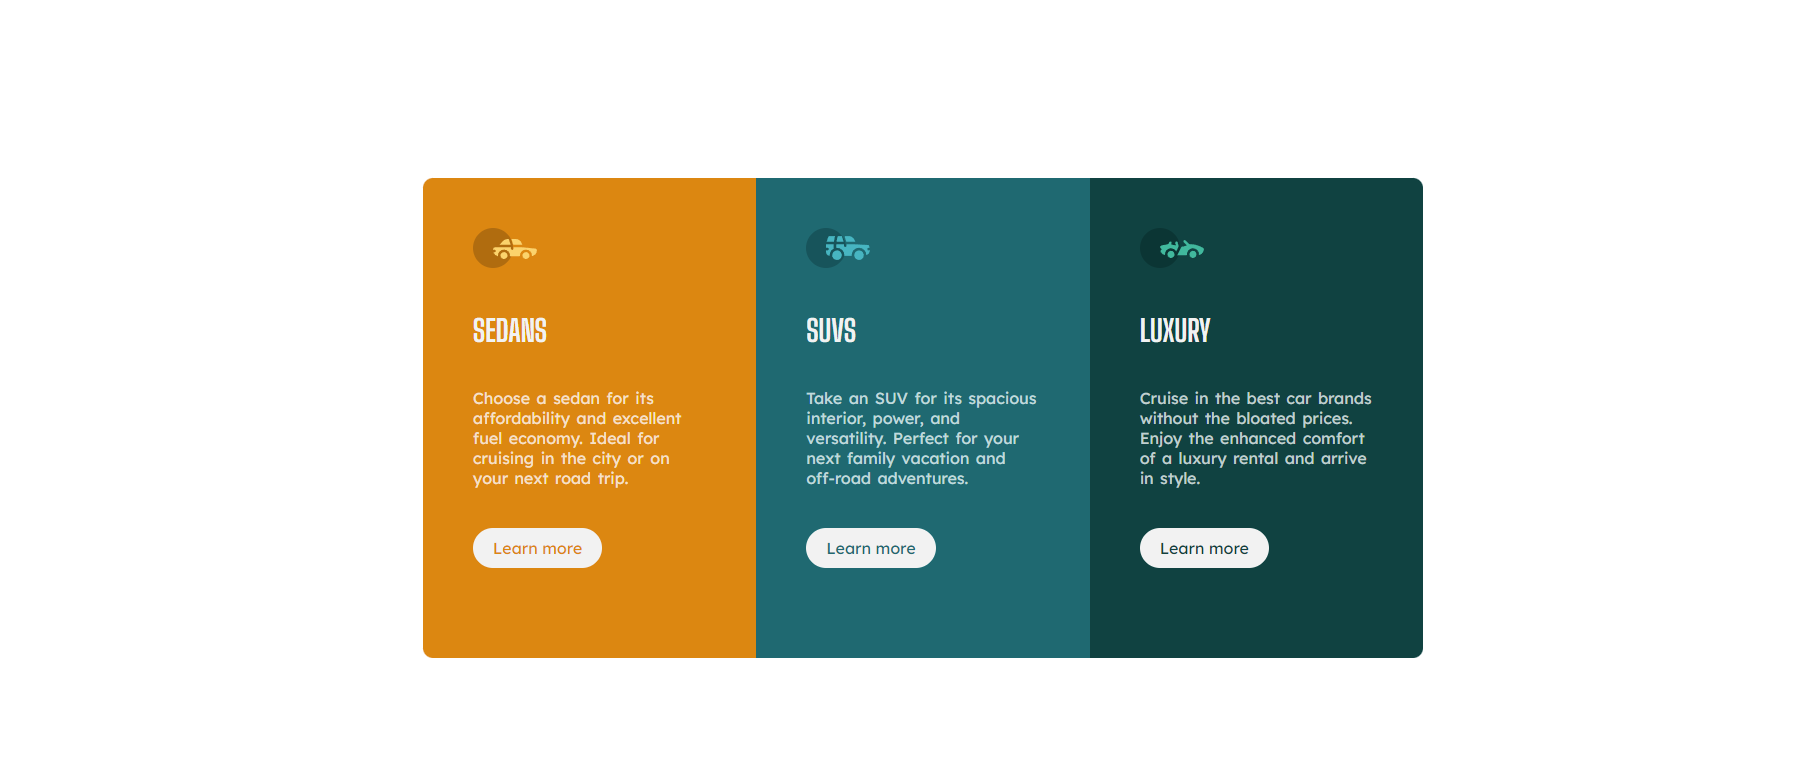 SEDANS
Choose a sedan for its
affordability and excellent
fuel economy. Ideal for
cruising in the city or on
your next road trip.
Learn more
SUVS
Take an SUV for its spacious
interior, power, and
versatility. Perfect for your
next family vacation and
off-road adventures.
Learn more
LUXURY
Cruise in the best car brands
without the bloated prices.
Enjoy the enhanced comfort
of a luxury rental and arrive
in style.
Learn more